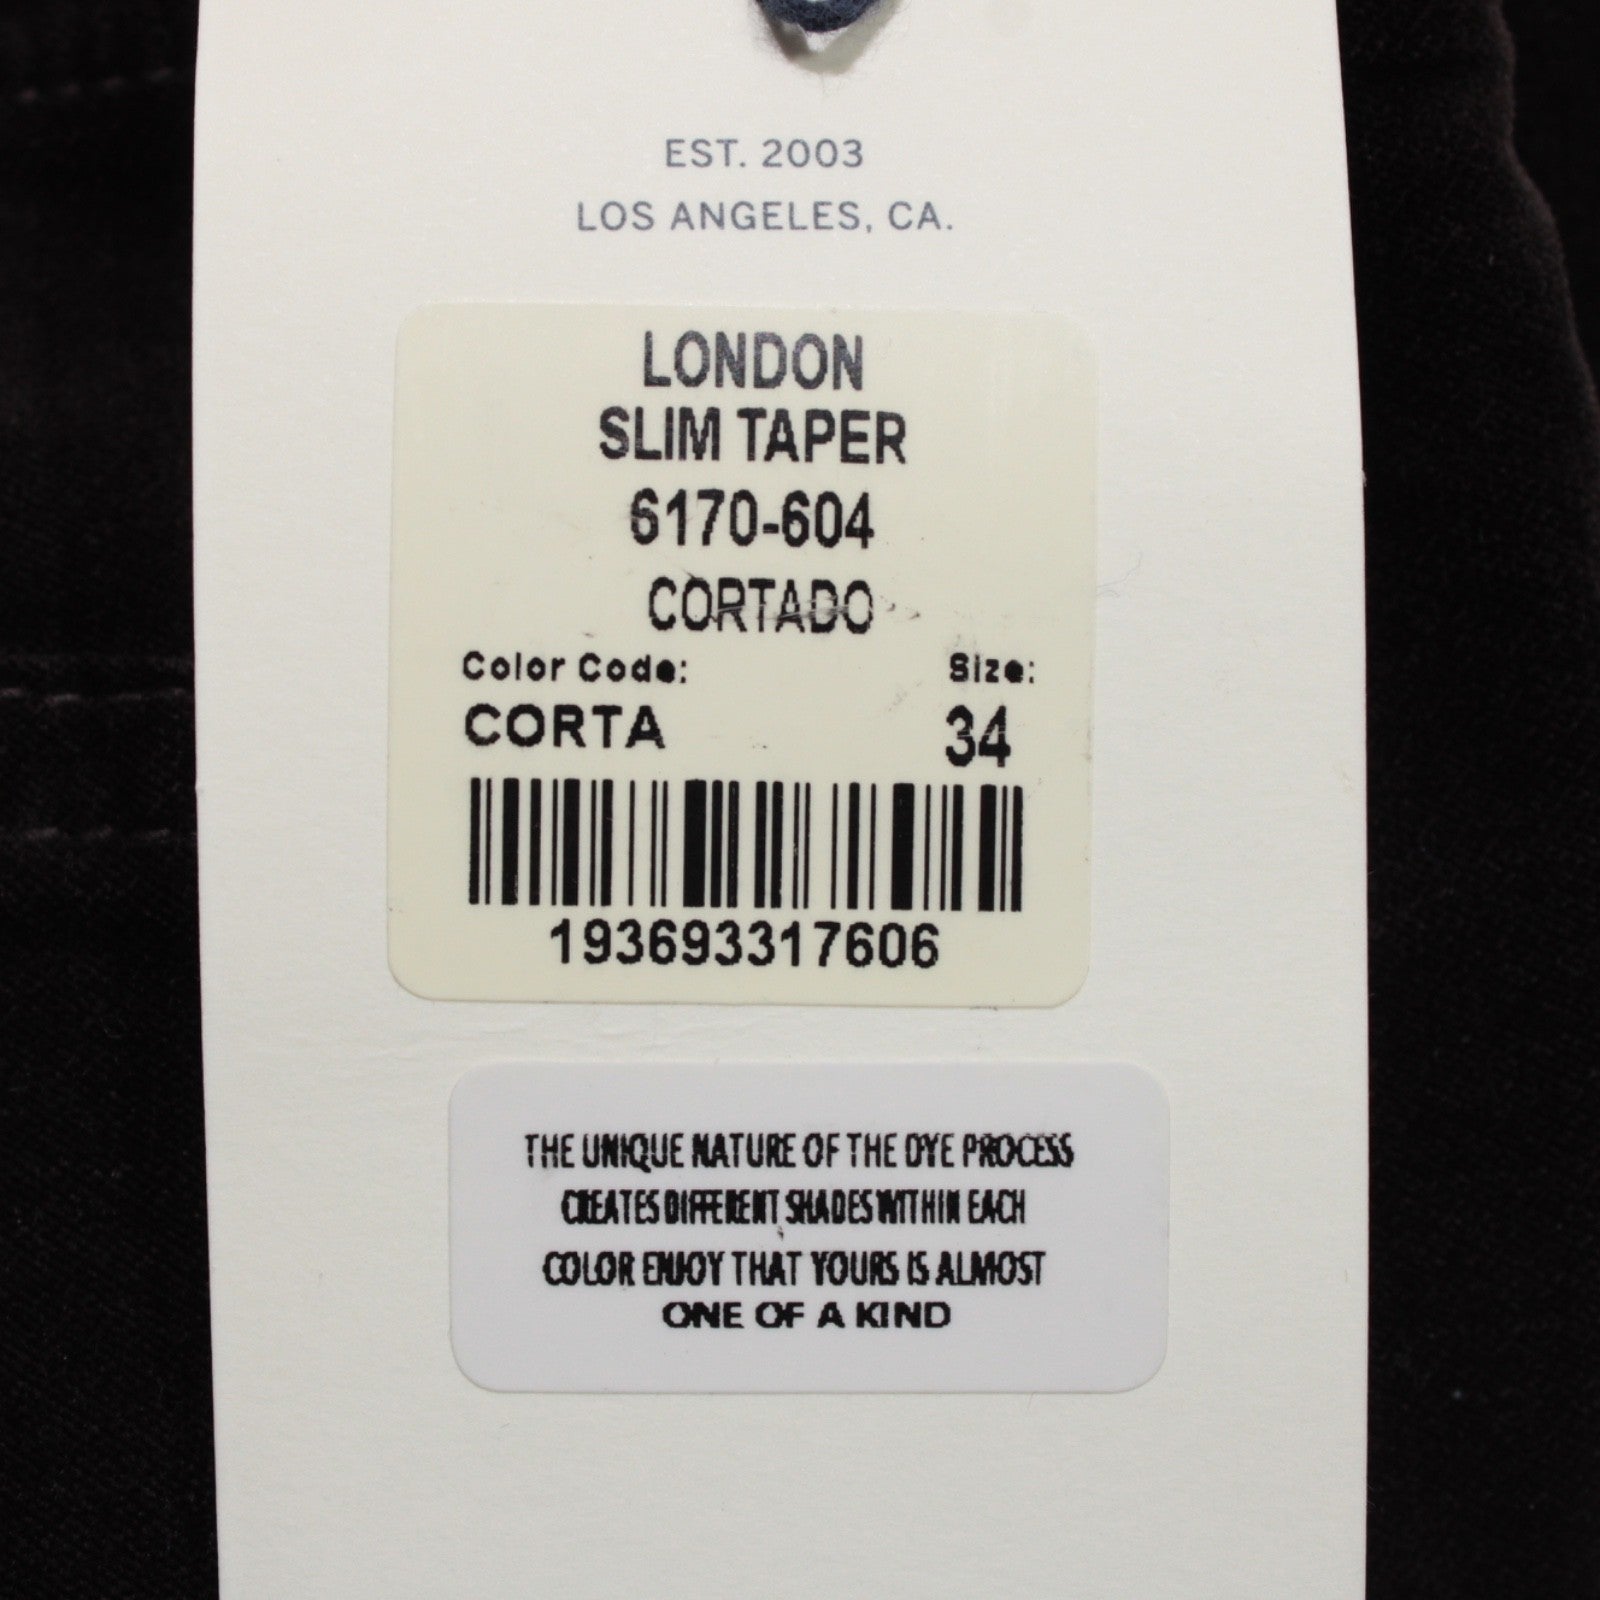 EST. 2003
LOS ANGELES, CA.
LONDON
SLIM TAPER
6170-604
CORTADO
Color Code: Size:
CORTA 34
193693317606
THE UNIQUE NATURE OF THE DYE PROCESS
CREATES DIFFERENT SHADES WITHIN EACH
COLOR ENJOY THAT YOURS IS ALMOST
ONE OF A KIND